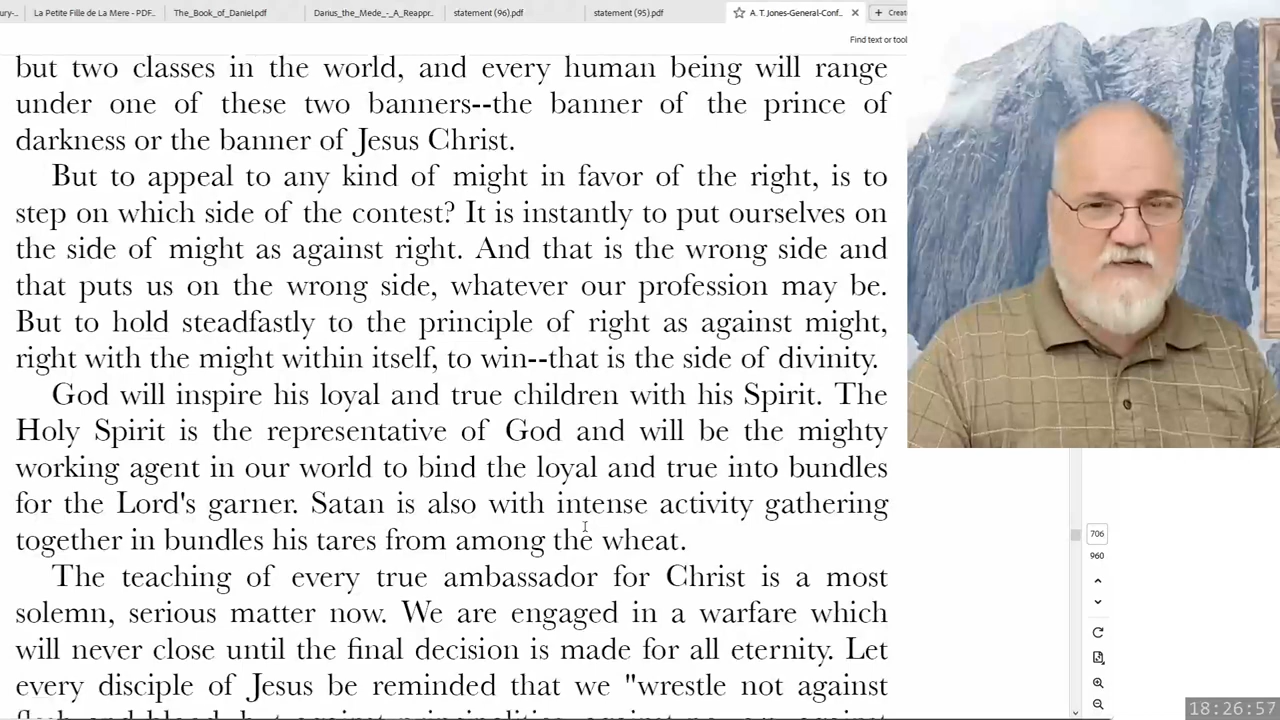 La Petite Fille de La Mere - PDF..
The_Book_of_Daniel.pdf
Darius_the_Mede_-_A_Reappr..
statement (96).pdf
statement (95).pdf
A. T. Jones-General-Conf..
Find text or tool
but two classes in the world, and every human being will range
under one of these two banners--the banner of the prince of
darkness or the banner of Jesus Christ.
But to appeal to any kind of might in favor of the right, is to
step on which side of the contest? It is instantly to put ourselves on
the side of might as against right. And that is the wrong side and
that puts us on the wrong side, whatever our profession may be.
But to hold steadfastly to the principle of right as against might,
right with the might within itself, to win--that is the side of divinity.
God will inspire his loyal and true children with his Spirit. The
Holy Spirit is the representative of God and will be the mighty
working agent in our world to bind the loyal and true into bundles
for the Lord's garner. Satan is also with intense activity gathering
together in bundles his tares from among the wheat.
The teaching of every true ambassador for Christ is a most
solemn, serious matter now. We are engaged in a warfare which
will never close until the final decision is made for all eternity. Let
every disciple of Jesus be reminded that we "wrestle not against
706
960
18:26:57